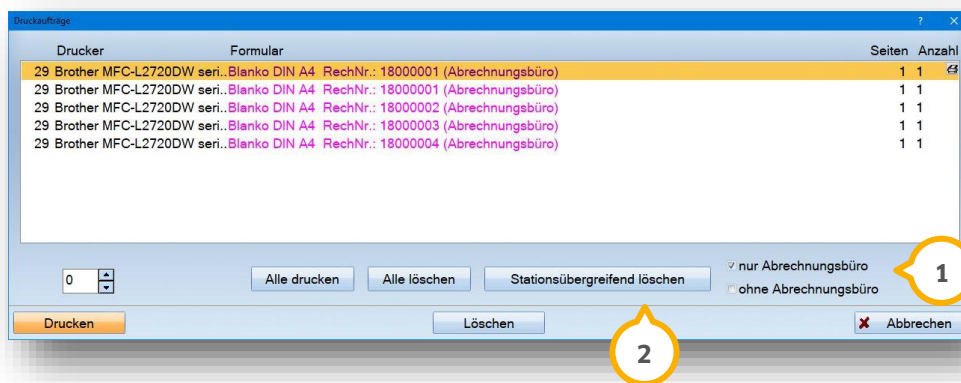 Druckaufträge ? ×
Drucker Formular Seiten Anzahl
29 Brother MFC-L2720DW seri..Blanko DIN A4 RechNr.: 18000001 (Abrechnungsbüro) 1 1
29 Brother MFC-L2720DW seri..Blanko DIN A4 RechNr.: 18000001 (Abrechnungsbüro) 1 1
29 Brother MFC-L2720DW seri..Blanko DIN A4 RechNr.: 18000002 (Abrechnungsbüro) 1 1
29 Brother MFC-L2720DW seri..Blanko DIN A4 RechNr.: 18000003 (Abrechnungsbüro) 1 1
29 Brother MFC-L2720DW seri..Blanko DIN A4 RechNr.: 18000004 (Abrechnungsbüro) 1 1
nur Abrechnungsbüro 1
0 Alle drucken Alle löschen Stationsübergreifend löschen
ohne Abrechnungsbüro
Drucken Löschen Abbrechen
2